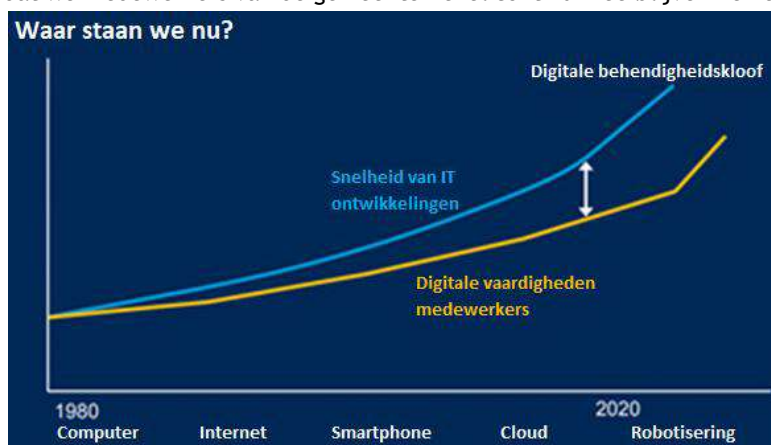 Waar staan we nu?
Digitale behendigheidskloof
Snelheid van IT
ontwikkelingen
Digitale vaardigheden
medewerkers
1980
2020
Computer
Internet
Smartphone
Cloud
Robotisering